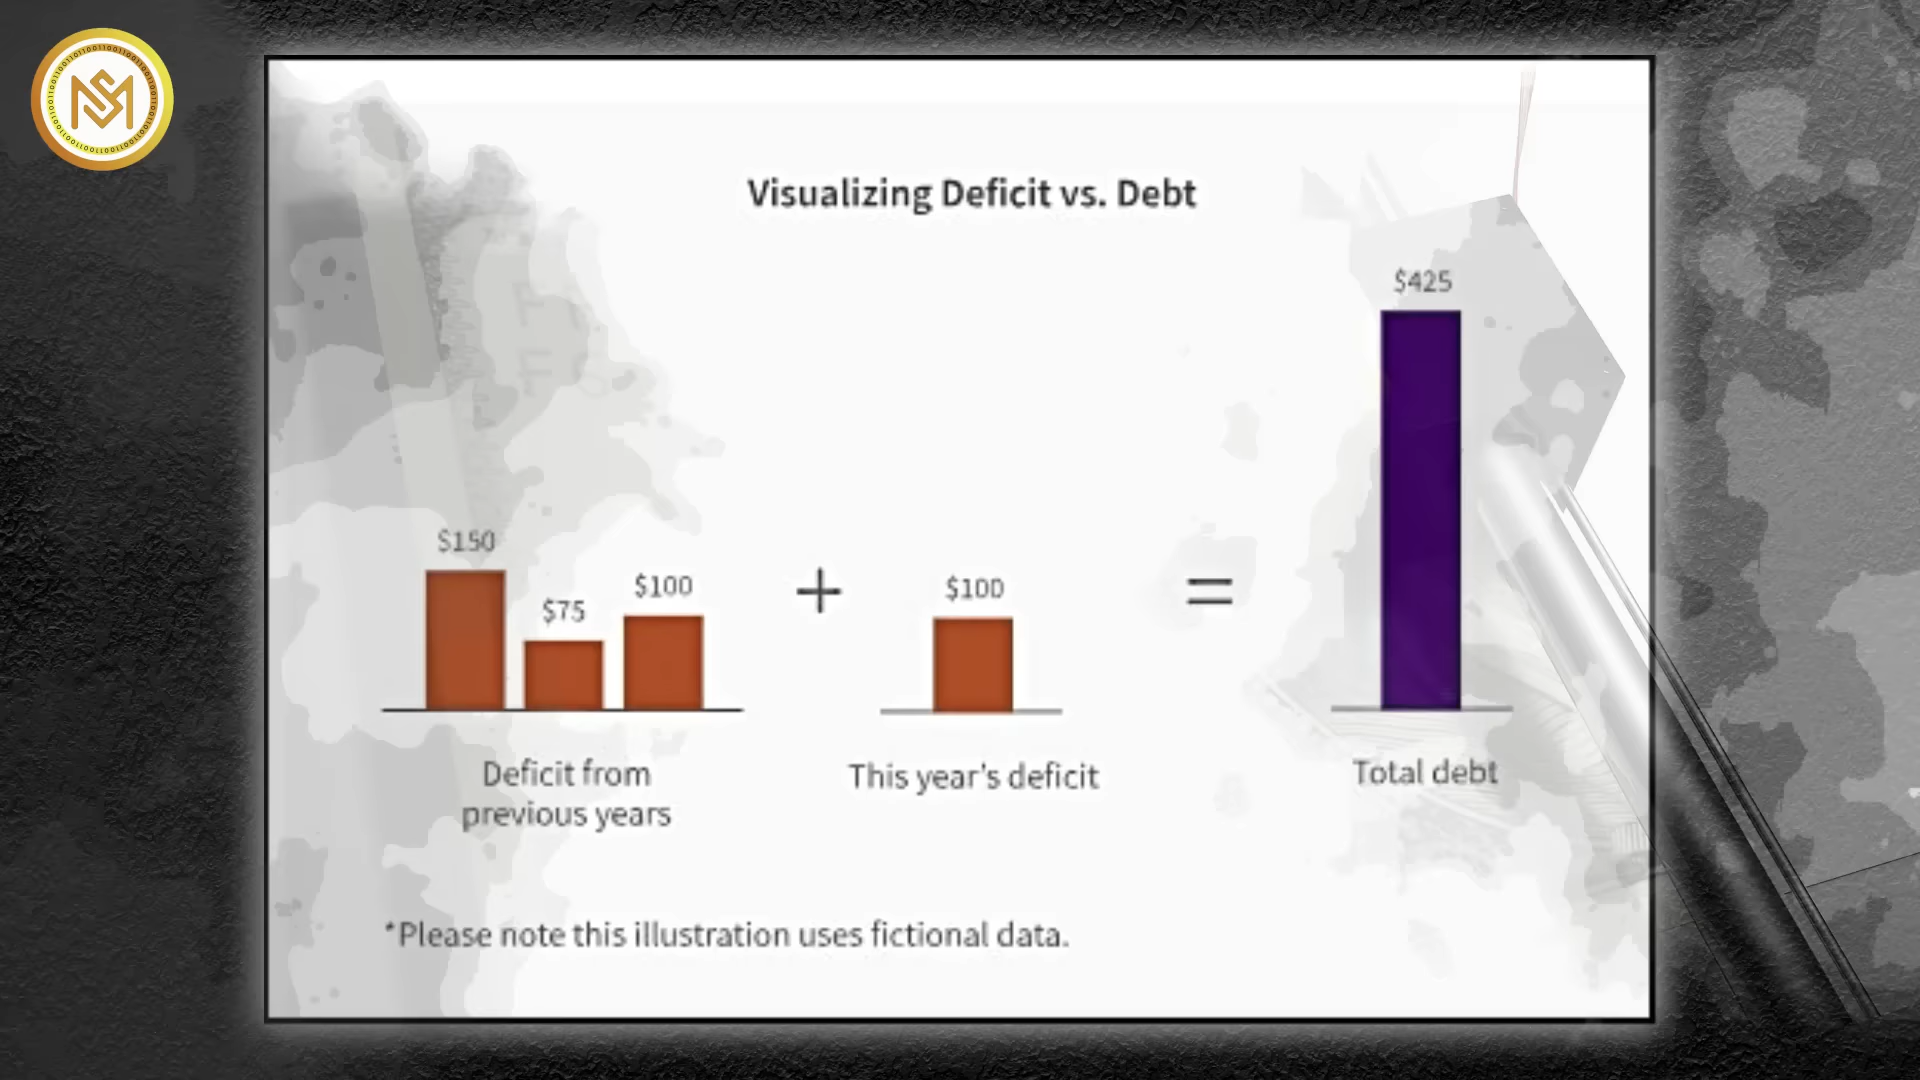 Visualizing Deficit vs. Debt
$425
$150
$75
$100
+
$100
=
Deficit from
previous years
This year's deficit
Total debt
*Please note this illustration uses fictional data.